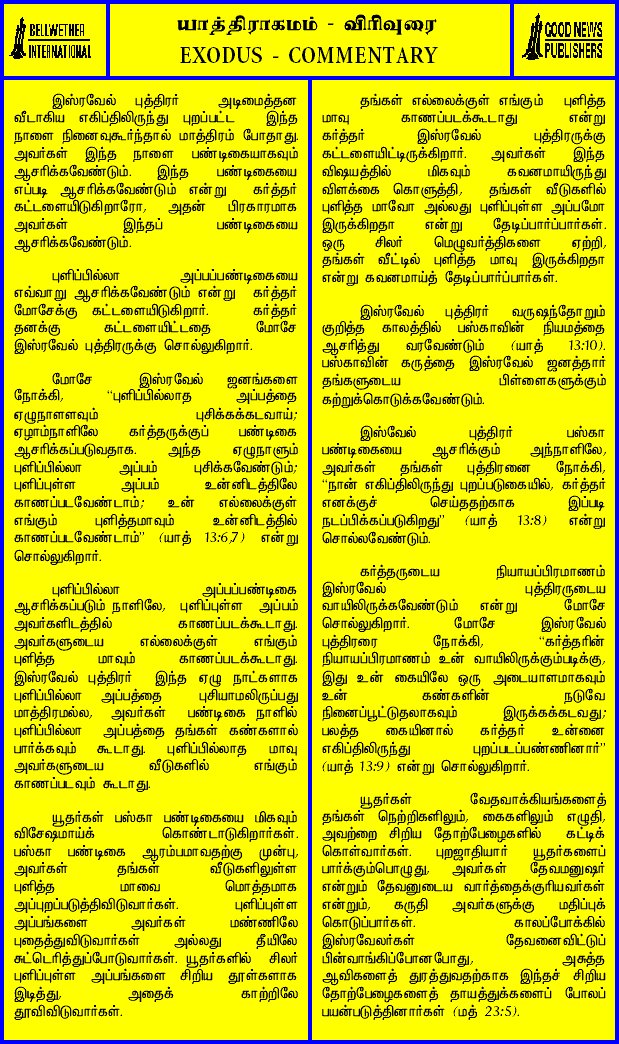 BELLWETHER
INTERNATIONAL
யாத்திராகமம் - விரிவுரை
EXODUS - COMMENTARY
GOOD NEWS
PUBLISHERS
இஸ்ரவேல் புத்திரர் அடிமைத்தன
வீடாகிய எகிப்திலிருந்து புறப்பட்ட இந்த
நாளை நினைவுகூர்ந்தால் மாத்திரம் போதாது.
அவர்கள் இந்த நாளை பண்டிகையாகவும்
ஆசரிக்கவேண்டும். இந்த பண்டிகையை
எப்படி ஆசரிக்கவேண்டும் என்று கர்த்தர்
கட்டளையிடுகிறாரோ, அதன் பிரகாரமாக
அவர்கள் இந்தப் பண்டிகையை
ஆசரிக்கவேண்டும்.
புளிப்பில்லா அப்பப்பண்டிகையை
எவ்வாறு ஆசரிக்கவேண்டும் என்று கர்த்தர்
மோசேக்கு கட்டளையிடுகிறார். கர்த்தர்
தனக்கு கட்டளையிட்டதை மோசே
இஸ்ரவேல் புத்திரருக்கு சொல்லுகிறார்.
மோசே இஸ்ரவேல் ஜனங்களை
நோக்கி, “புளிப்பில்லாத அப்பத்தை
ஏழுநாளளவும் புசிக்கக்கடவாய்;
ஏழாம்நாளிலே கர்த்தருக்குப் பண்டிகை
ஆசரிக்கப்படுவதாக. அந்த ஏழுநாளும்
புளிப்பில்லா அப்பம் புசிக்கவேண்டும்;
புளிப்புள்ள அப்பம் உன்னிடத்திலே
காணப்படவேண்டாம்; உன் எல்லைக்குள்
எங்கும் புளித்தமாவும் உன்னிடத்தில்
காணப்படவேண்டாம்” (யாத் 13:6,7) என்று
சொல்லுகிறார்.
புளிப்பில்லா அப்பப்பண்டிகை
ஆசரிக்கப்படும் நாளிலே, புளிப்புள்ள அப்பம்
அவர்களிடத்தில் காணப்படக்கூடாது.
அவர்களுடைய எல்லைக்குள் எங்கும்
புளித்த மாவும் காணப்படக்கூடாது.
இஸ்ரவேல் புத்திரர் இந்த ஏழு நாட்களாக
புளிப்பில்லா அப்பத்தை புசியாமலிருப்பது
மாத்திரமல்ல, அவர்கள் பண்டிகை நாளில்
புளிப்பில்லா அப்பத்தை தங்கள் கண்களால்
பார்க்கவும் கூடாது. புளிப்பில்லாத மாவு
அவர்களுடைய வீடுகளில் எங்கும்
காணப்படவும் கூடாது.
யூதர்கள் பஸ்கா பண்டிகையை மிகவும்
விசேஷமாய்க் கொண்டாடுகிறார்கள்.
பஸ்கா பண்டிகை ஆரம்பமாவதற்கு முன்பு,
அவர்கள் தங்கள் வீடுகளிலுள்ள
புளித்த மாவை மொத்தமாக
அப்புறப்படுத்திவிடுவார்கள். புளிப்புள்ள
அப்பங்களை அவர்கள் மண்ணிலே
புதைத்துவிடுவார்கள் அல்லது தீயிலே
சுட்டெரித்துப்போடுவார்கள். யூதர்களில் சிலர்
புளிப்புள்ள அப்பங்களை சிறிய தூள்களாக
இடித்து, அதைக் காற்றிலே
தூவிவிடுவார்கள்.
தங்கள் எல்லைக்குள் எங்கும் புளித்த
மாவு காணப்படக்கூடாது என்று
கர்த்தர் இஸ்ரவேல் புத்திரருக்கு
கட்டளையிட்டிருக்கிறார். அவர்கள் இந்த
விஷயத்தில் மிகவும் கவனமாயிருந்து
விளக்கை கொளுத்தி, தங்கள் வீடுகளில்
புளித்த மாவோ அல்லது புளிப்புள்ள அப்பமோ
இருக்கிறதா என்று தேடிப்பார்ப்பார்கள்.
ஒரு சிலர் மெழுவர்த்திகளை ஏற்றி,
தங்கள் வீட்டில் புளித்த மாவு இருக்கிறதா
என்று கவனமாய்த் தேடிப்பார்ப்பார்கள்.
இஸ்ரவேல் புத்திரர் வருஷந்தோறும்
குறித்த காலத்தில் பஸ்காவின் நியமத்தை
ஆசரித்து வரவேண்டும் (யாத் 13:10).
பஸ்காவின் கருத்தை இஸ்ரவேல் ஜனத்தார்
தங்களுடைய பிள்ளைகளுக்கும்
கற்றுக்கொடுக்கவேண்டும்.
இஸ்வேல் புத்திரர் பஸ்கா
பண்டிகையை ஆசரிக்கும் அந்நாளிலே,
அவர்கள் தங்கள் புத்திரனை நோக்கி,
“நான் எகிப்திலிருந்து புறப்படுகையில், கர்த்தர்
எனக்குச் செய்ததற்காக இப்படி
நடப்பிக்கப்படுகிறது” (யாத் 13:8) என்று
சொல்லவேண்டும்.
கர்த்தருடைய நியாயப்பிரமாணம்
இஸ்ரவேல் புத்திரருடைய
வாயிலிருக்கவேண்டும் என்று மோசே
சொல்லுகிறார். மோசே இஸ்ரவேல்
புத்திரரை நோக்கி, “கர்த்தரின்
நியாயப்பிரமாணம் உன் வாயிலிருக்கும்படிக்கு,
இது உன் கையிலே ஒரு அடையாளமாகவும்
உன் கண்களின் நடுவே
நினைப்பூட்டுதலாகவும் இருக்கக்கடவது;
பலத்த கையினால் கர்த்தர் உன்னை
எகிப்திலிருந்து புறப்படப்பண்ணினார்”
(யாத் 13:9) என்று சொல்லுகிறார்.
யூதர்கள் வேதவாக்கியங்களைத்
தங்கள் நெற்றிகளிலும், கைகளிலும் எழுதி,
அவற்றை சிறிய தோற்பேழைகளில் கட்டிக்
கொள்வார்கள். புறஜாதியார் யூதர்களைப்
பார்க்கும்பொழுது, அவர்கள் தேவமனுஷர்
என்றும் தேவனுடைய வார்த்தைக்குரியவர்கள்
என்றும், கருதி அவர்களுக்கு மதிப்புக்
கொடுப்பார்கள். காலப்போக்கில்
இஸ்ரவேலர்கள் தேவனைவிட்டுப்
பின்வாங்கிப்போனபோது, அசுத்த
ஆவிகளைத் துரத்துவதற்காக இந்தச் சிறிய
தோற்பேழைகளைத் தாயத்துக்களைப் போலப்
பயன்படுத்தினார்கள் (மத் 23:5).